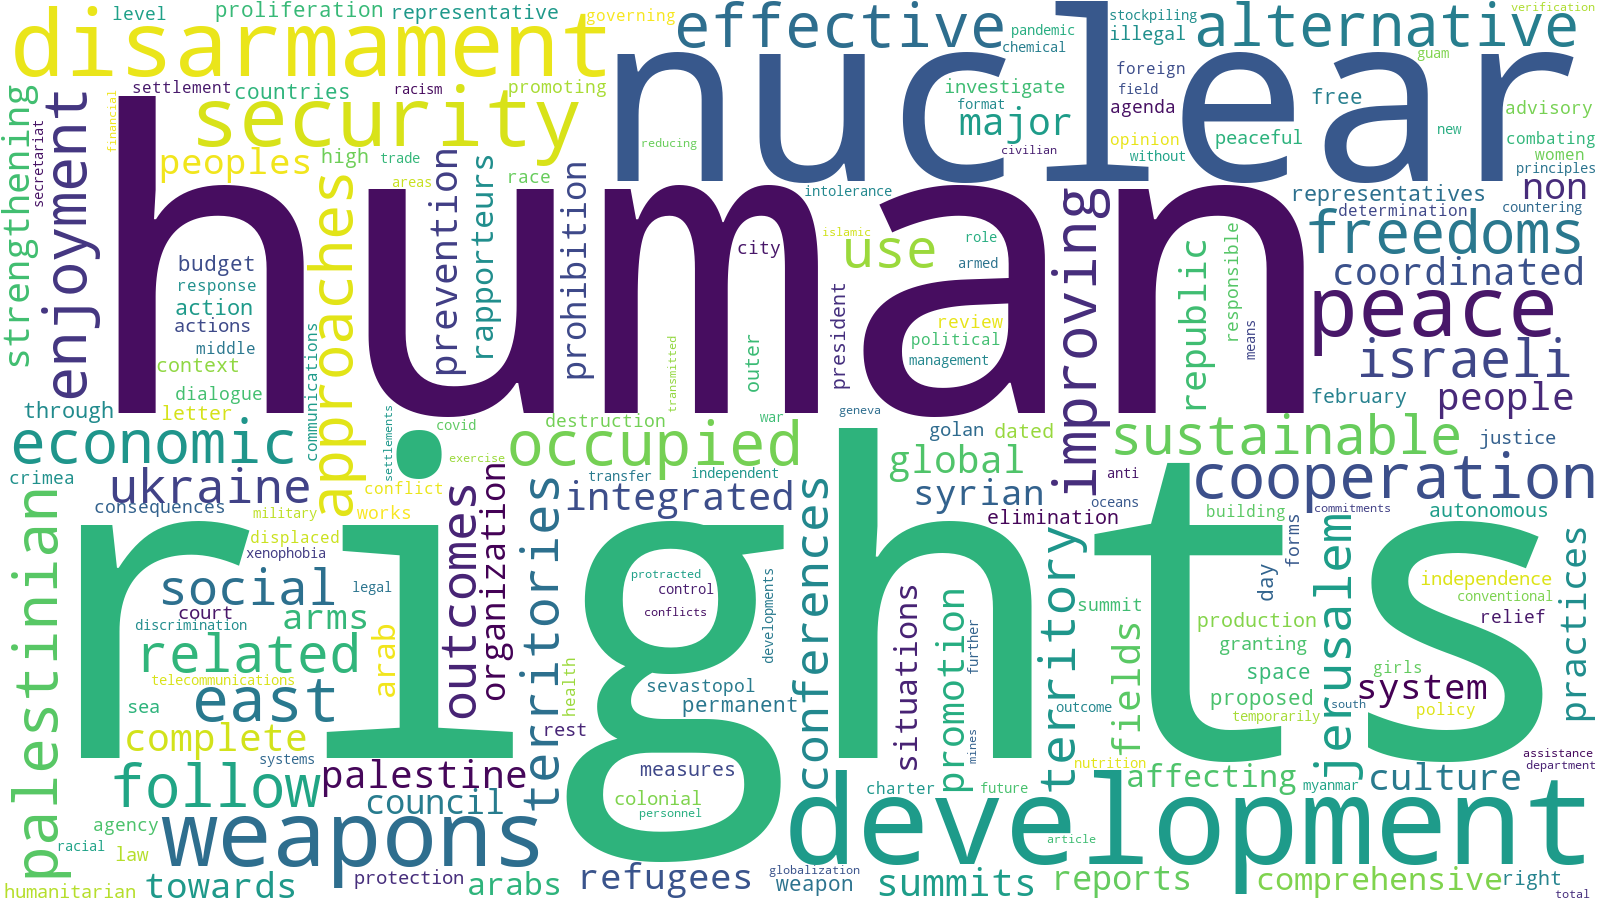 level
proliferation
representative
governing
disarmament
effective
stockpiling
pandemic
chemical
illegal
alternative
verification
guam
nuclear
settlement
countries
racism
promoting
security
investigate
format
major
foreign
field
agenda
free
advisory
financial
secretariat
strengthening
enjoyment
peoples
high
trade
areas
race
reducing
civilian
opinion
without
peaceful
new
combating
women
principles
approaches
prevention
rapporteurs
prohibition
human
intolerance
improving
representatives
non
determination
countering
freedoms
islamic
use
role
armed
city
budget
response
action
actions
middle
context
dialogue
letter
through
communications
transmitted
outer
president
review
political
management
republic
responsible
means
coordinated
peace
israeli
february
people
economic
settlements
covid
destruction
war
geneva
occupied
golan
dated
global
sustainable
justice
crimea
ukraine
exercise
conflict
consequences
military
works
organization
transfer
independent
integrated
syrian
anti
oceans
elimination
cooperation
commitments
building
autonomous
palestinian
displaced
xenophobia
rights
outcomes
territories
conferences
social
legal
court
discrimination
arms
protracted
control
conflicts
developments
situations
promotion
further
territory
summit
fields
day
forms
jerusalem
independence
conventional
relief
practices
production
granting
related
arab
telecommunications
east
sea
health
sevastopol
permanent
rest
outcome
space
proposed
temporarily
girls
system
south
policy
complete
systems
follow
palestine
council
measures
colonial
personnel
mines
nutrition
affecting
myanmar
culture
assistance
department
charter
future
development
agency
racial
law
weapons
article
humanitarian
towards
protection
arabs
refugees
globalization
weapon
summits
reports
comprehensive
right
total